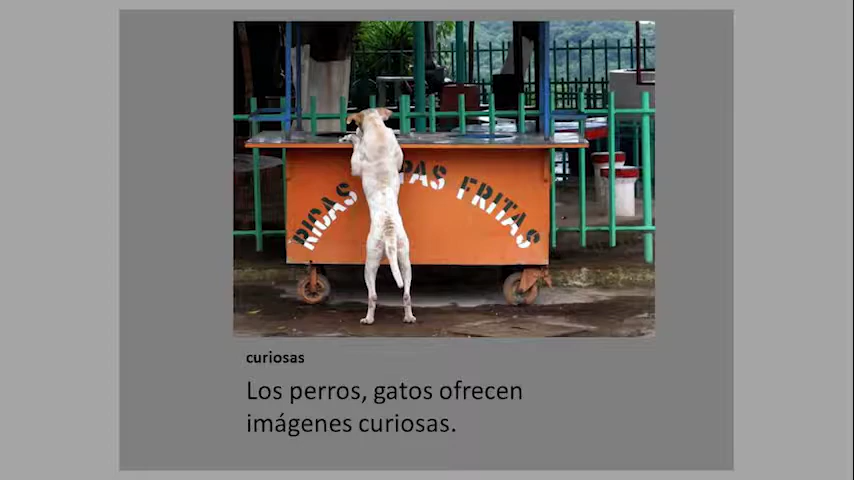 RICAS PAS FRITAS
curiosas
Los perros, gatos ofrecen
imágenes curiosas.